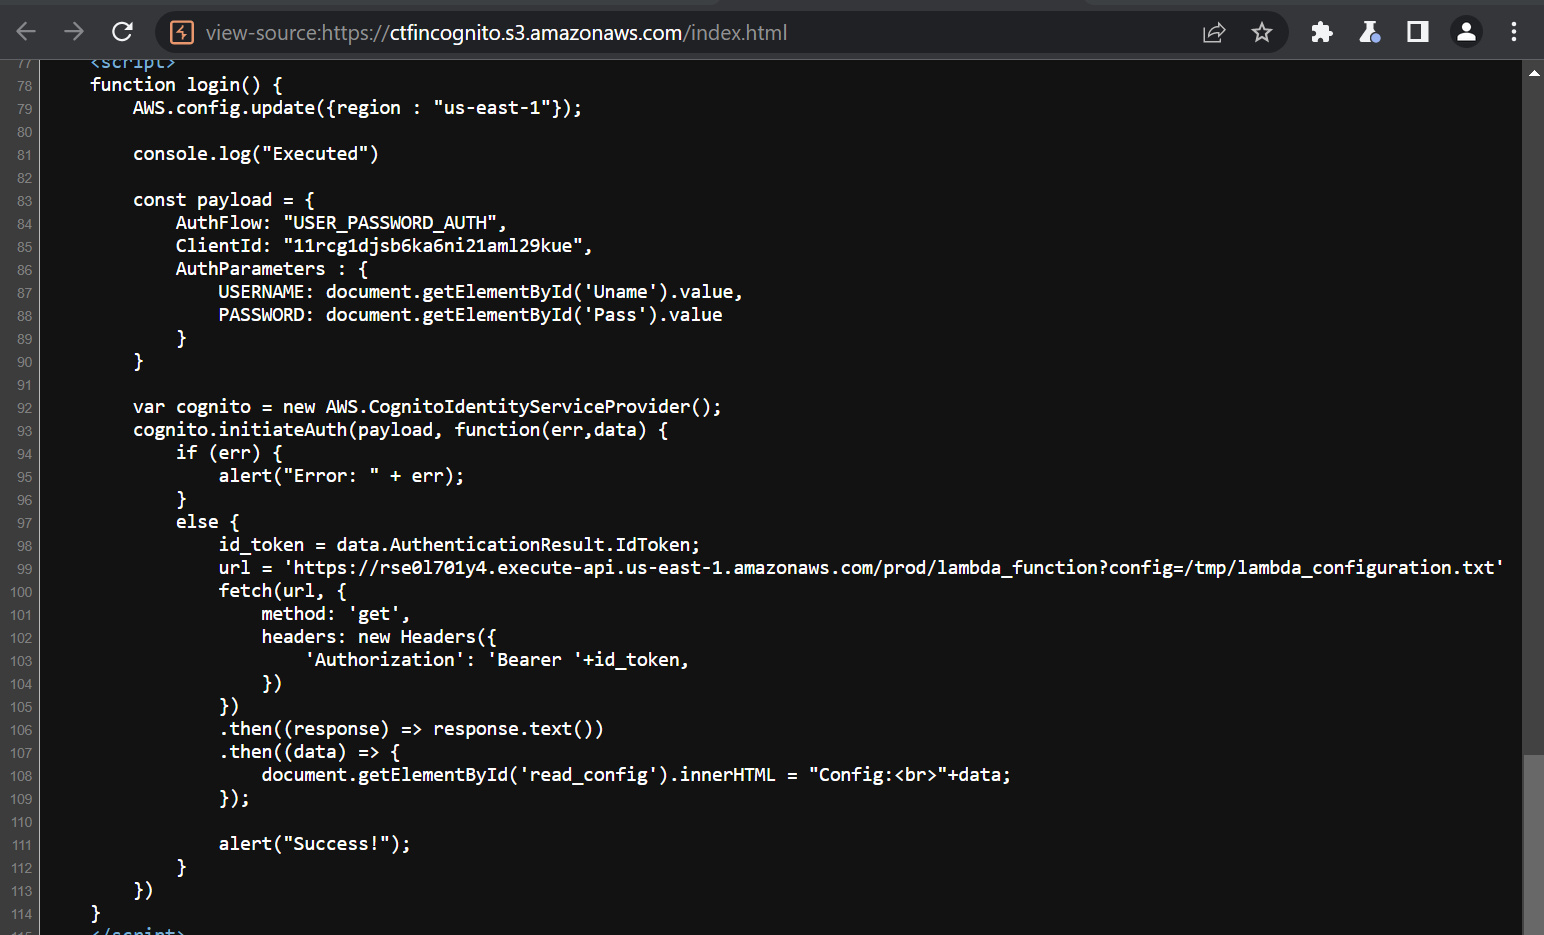 view-source:https://ctfincognito.s3.amazonaws.com/index.html
77 <script>
78 function login() {
79 AWS.config.update({region : "us-east-1"});
80
81 console.log("Executed")
82
83 const payload = {
84 AuthFlow: "USER_PASSWORD_AUTH",
85 ClientId: "11rcg1djsb6ka6ni21aml29kue",
86 AuthParameters : {
87 USERNAME: document.getElementById('Uname').value,
88 PASSWORD: document.getElementById('Pass').value
89 }
90 }
91
92 var cognito = new AWS.CognitoIdentityServiceProvider();
93 cognito.initiateAuth(payload, function(err,data) {
94 if (err) {
95 alert("Error: " + err);
96 }
97 else {
98 id_token = data.AuthenticationResult.IdToken;
99 url = 'https://rse0l701y4.execute-api.us-east-1.amazonaws.com/prod/lambda_function?config=/tmp/lambda_configuration.txt'
100 fetch(url, {
101 method: 'get',
102 headers: new Headers({
103 'Authorization': 'Bearer '+id_token,
104 })
105 })
106 .then((response) => response.text())
107 .then((data) => {
108 document.getElementById('read_config').innerHTML = "Config:<br>"+data;
109 });
110
111 alert("Success!");
112 }
113 })
114 }
115 </script>